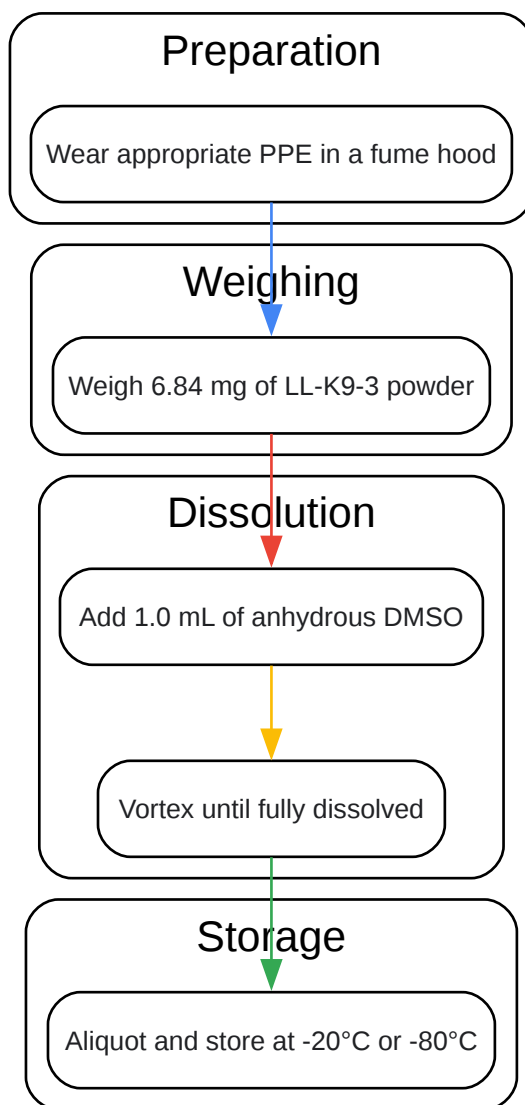 Preparation
Wear appropriate PPE in a fume hood
Weighing
Weigh 6.84 mg of LL-K9-3 powder
Dissolution
Add 1.0 mL of anhydrous DMSO
Vortex until fully dissolved
Storage
Aliquot and store at -20°C or -80°C